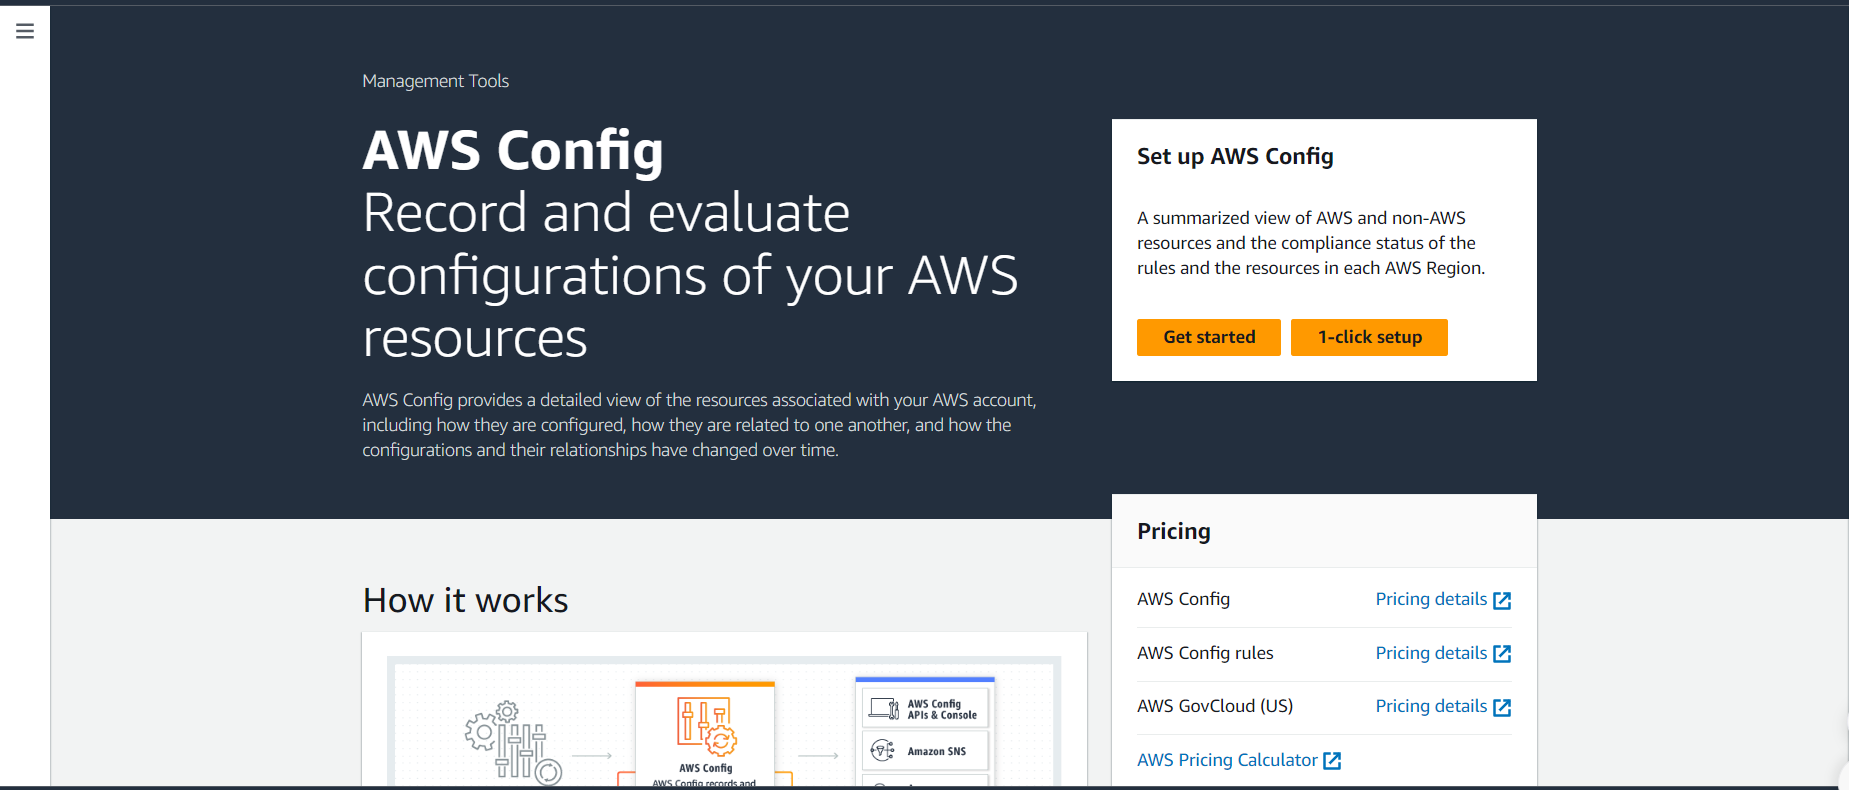 Management Tools
AWS Config
Record and evaluate
configurations of your AWS
resources
AWS Config provides a detailed view of the resources associated with your AWS account,
including how they are configured, how they are related to one another, and how the
configurations and their relationships have changed over time.
Set up AWS Config
A summarized view of AWS and non-AWS
resources and the compliance status of the
rules and the resources in each AWS Region.
Get started
1-click setup
Pricing
AWS Config
Pricing details
AWS Config rules
Pricing details
AWS GovCloud (US)
Pricing details
AWS Pricing Calculator
How it works
AWS Config
AWS Config records and
AWS Config
APIs & Console
Amazon SNS